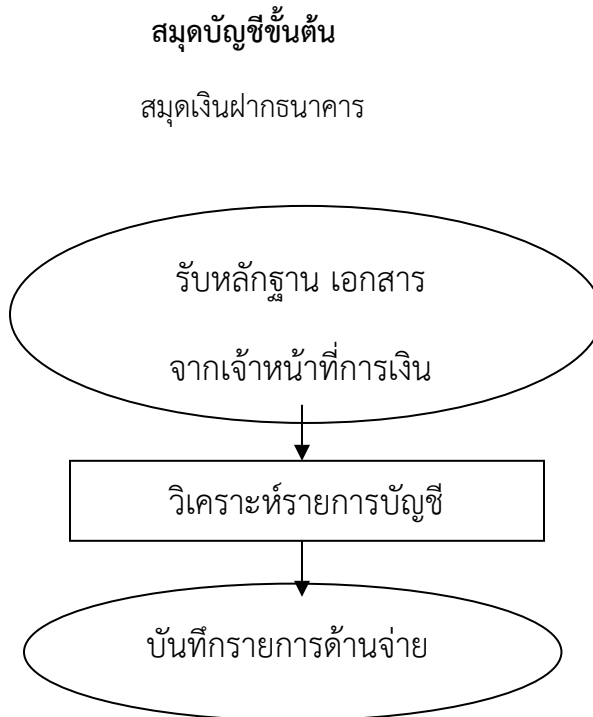 สมุดบัญชีขั้นต้น
สมุดเงินฝากธนาคาร
รับหลักฐาน เอกสาร
จากเจ้าหน้าที่การเงิน
วิเคราะห์รายการบัญชี
บันทึกรายการด้านจ่าย